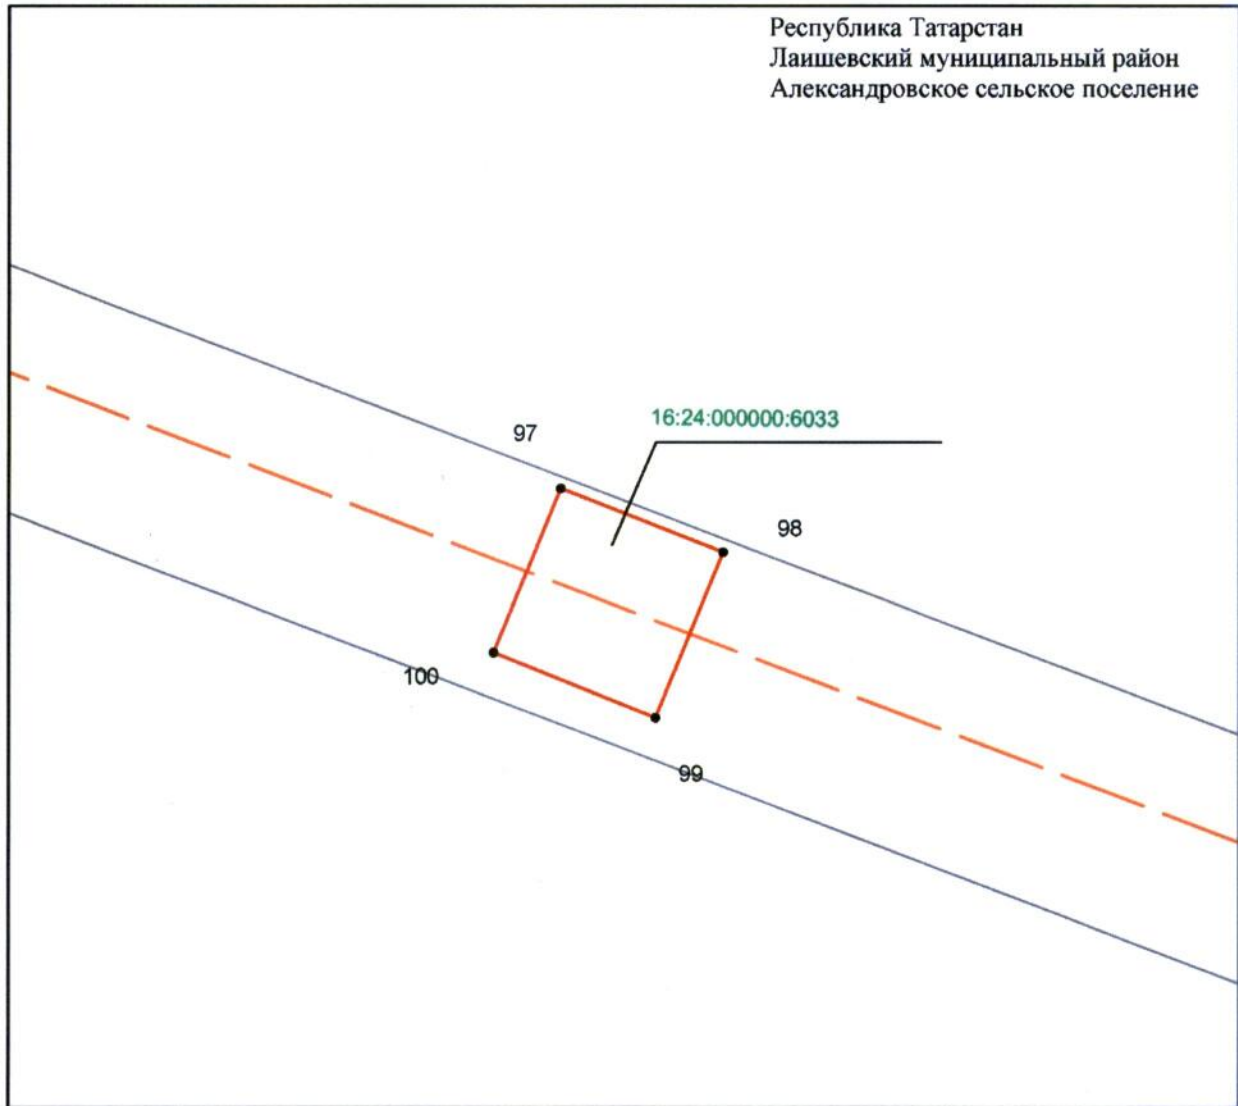 Республика Татарстан
Лаишевский муниципальный район
Александровское сельское поселение
16:24:000000:6033
97
98
100
99